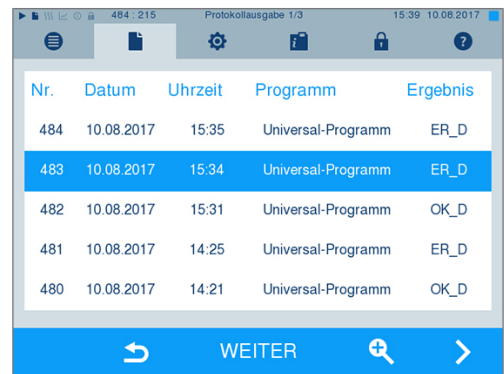 484 : 215 Protokollausgabe 1/3 15:39 10.08.2017
Nr. Datum Uhrzeit Programm Ergebnis
484 10.08.2017 15:35 Universal-Programm ER_D
483 10.08.2017 15:34 Universal-Programm ER_D
482 10.08.2017 15:31 Universal-Programm OK_D
481 10.08.2017 14:25 Universal-Programm ER_D
480 10.08.2017 14:21 Universal-Programm OK_D
WEITER